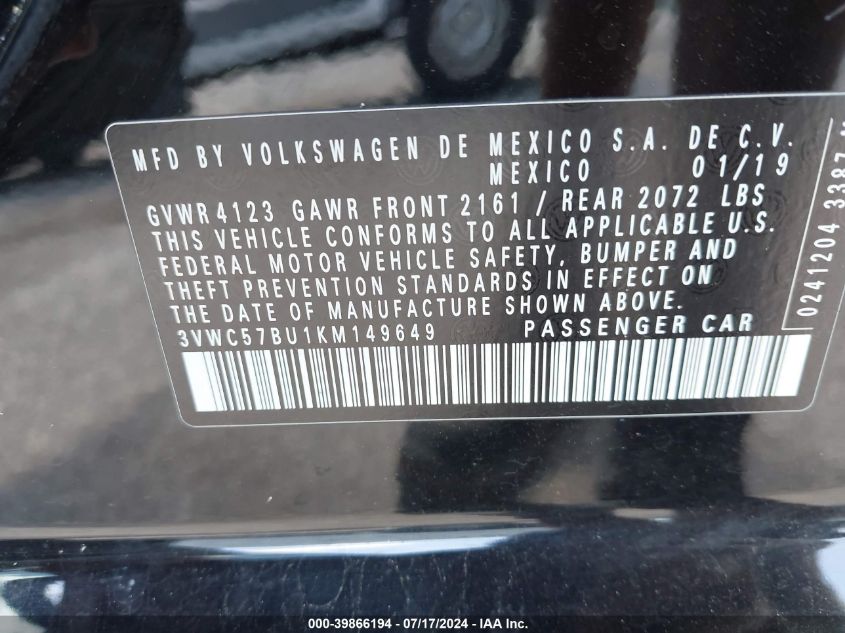 MFD BY VOLKSWAGEN DE MEXICO S.A. DE C.V.
MEXICO 01/19
GVWR 4123 GAWR FRONT 2161 / REAR 2072 LBS
THIS VEHICLE CONFORMS TO ALL APPLICABLE U.S.
FEDERAL MOTOR VEHICLE SAFETY, BUMPER AND
THEFT PREVENTION STANDARDS IN EFFECT ON
THE DATE OF MANUFACTURE SHOWN ABOVE.
3VWC57BU1KM149649 PASSENGER CAR
0241204 3387
000-39866194 - 07/17/2024 - IAA Inc.